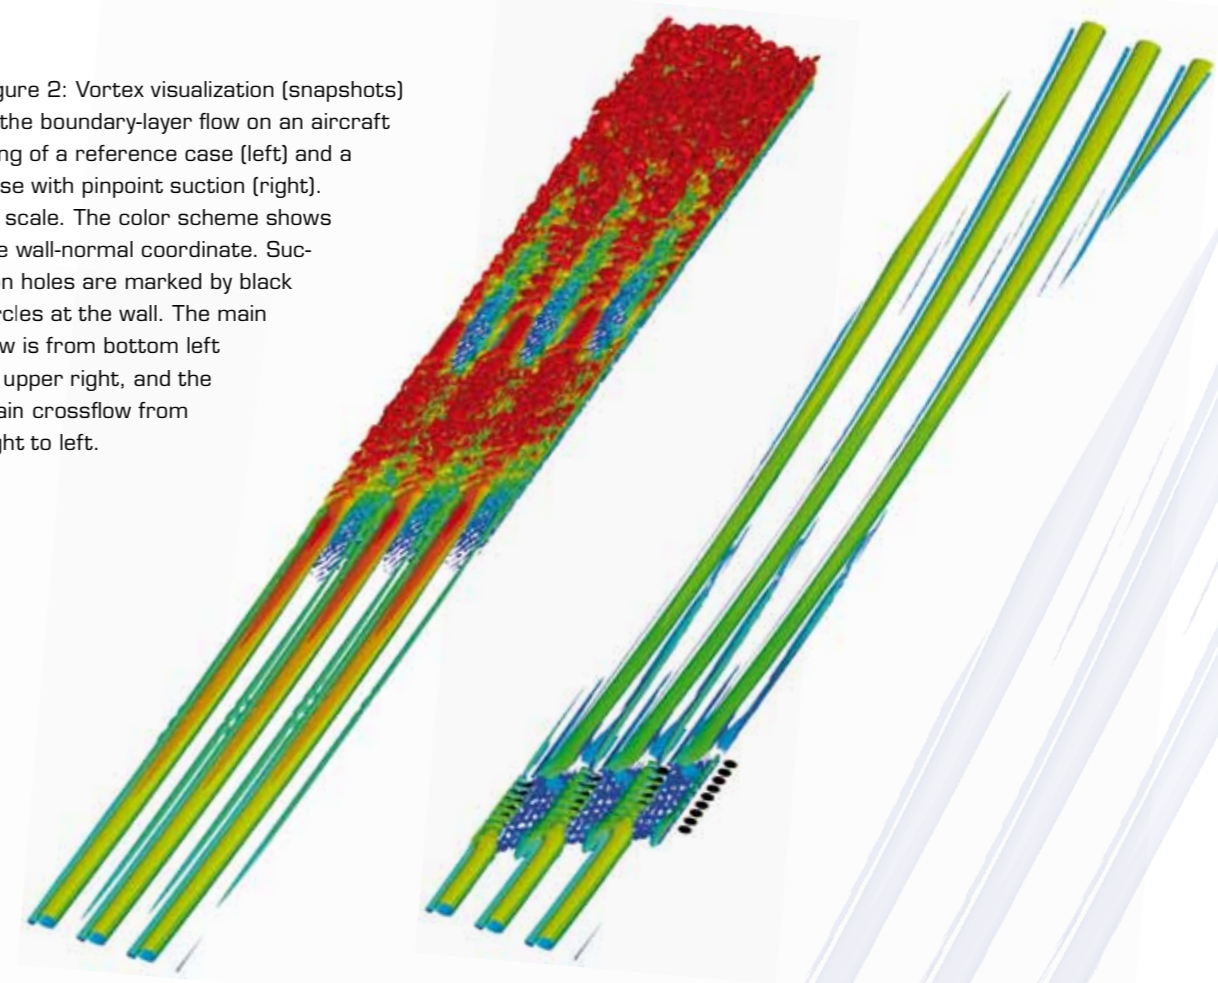 gure 2: Vortex visualization (snapshots)
the boundary-layer flow on an aircraft
ng of a reference case (left) and a
se with pinpoint suction (right).
scale. The color scheme shows
e wall-normal coordinate. Suc-
on holes are marked by black
rcles at the wall. The main
w is from bottom left
upper right, and the
ain crossflow from
ght to left.